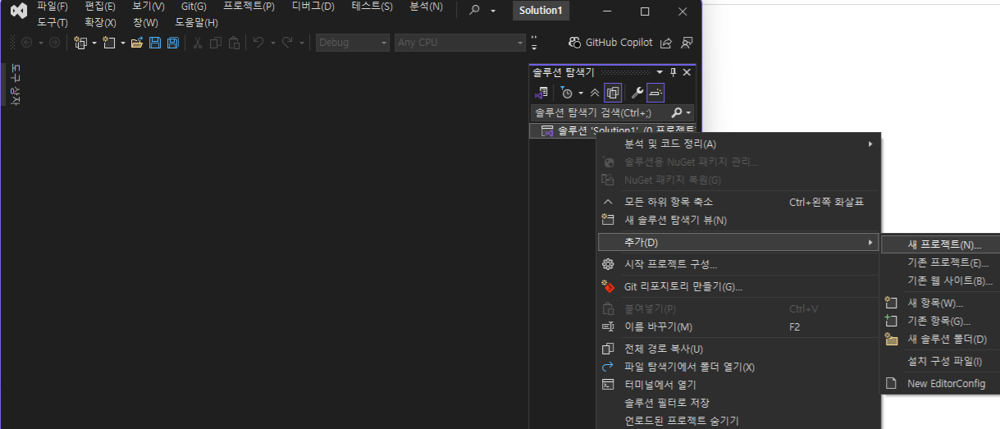 파일(F) 편집(E) 보기(V) Git(G) 프로젝트(P) 디버그(D) 테스트(S) 분석(N) Solution1
도구(T) 확장(X) 창(W) 도움말(H)
Debug Any CPU GitHub Copilot
도구 상자
솔루션 탐색기
솔루션 탐색기 검색(Ctrl+;)
솔루션 'Solution1' (0 프로젝트
분석 및 코드 정리(A)
솔루션용 NuGet 패키지 관리...
NuGet 패키지 복원(G)
모든 하위 항목 축소 Ctrl+왼쪽 화살표
새 솔루션 탐색기 뷰(N)
추가(D)
시작 프로젝트 구성...
Git 리포지토리 만들기(G)...
붙여넣기(P) Ctrl+V
이름 바꾸기(M) F2
전체 경로 복사(U)
파일 탐색기에서 폴더 열기(X)
터미널에서 열기
솔루션 필터로 저장
언로드된 프로젝트 숨기기
새 프로젝트(N)...
기존 프로젝트(E)...
기존 웹 사이트(B)...
새 항목(W)...
기존 항목(G)...
새 솔루션 폴더(D)
설치 구성 파일(I)
New EditorConfig